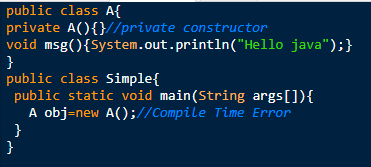 public class A{
private A(){}//private constructor
void msg(){System.out.println("Hello java");}
}
public class Simple{
public static void main(String args[]){
A obj=new A();//Compile Time Error
}
}